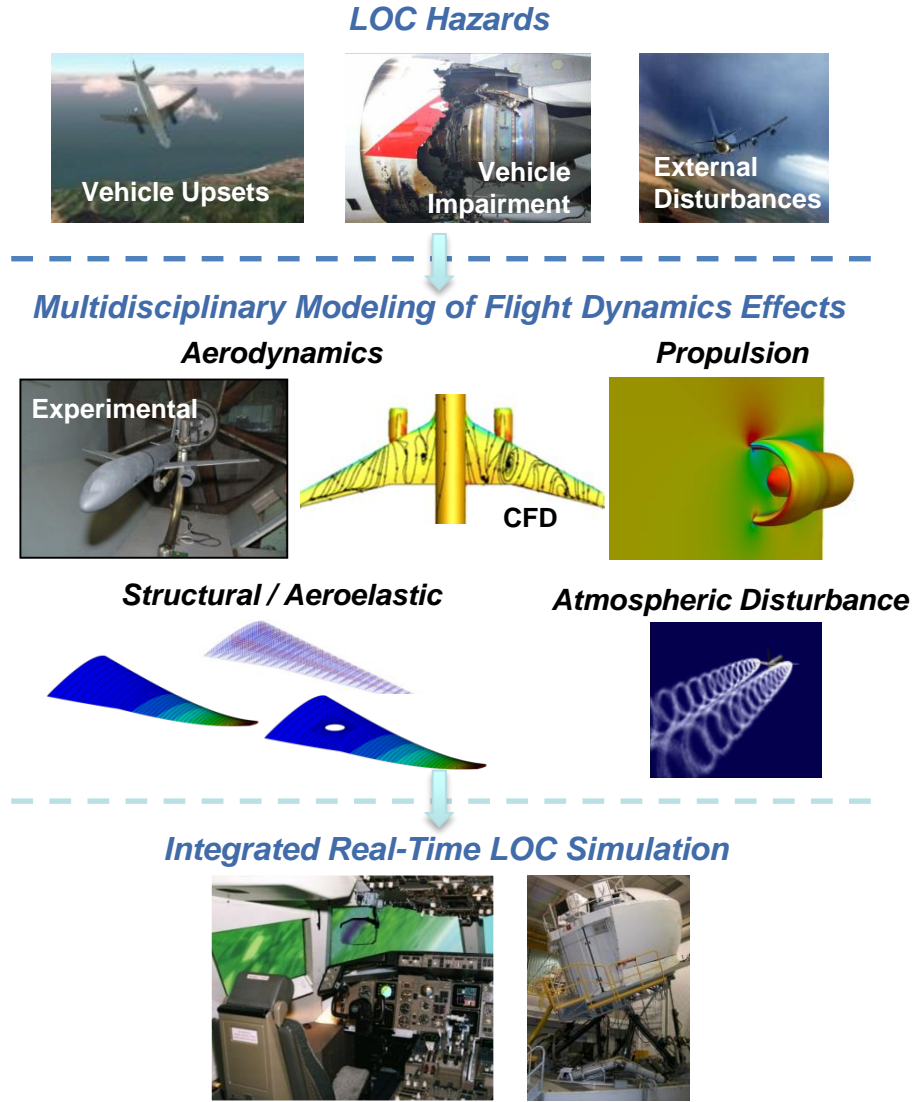 LOC Hazards
Vehicle Upsets
Vehicle
Impairment
External
Disturbances
Multidisciplinary Modeling of Flight Dynamics Effects
Aerodynamics
Propulsion
Experimental
CFD
Structural / Aeroelastic
Atmospheric Disturbance
Integrated Real-Time LOC Simulation